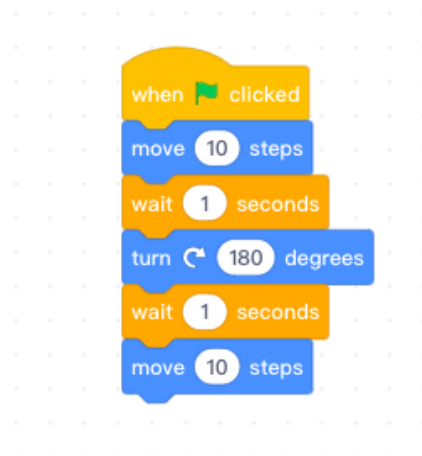 when clicked
move 10 steps
wait 1 seconds
turn 180 degrees
wait 1 seconds
move 10 steps